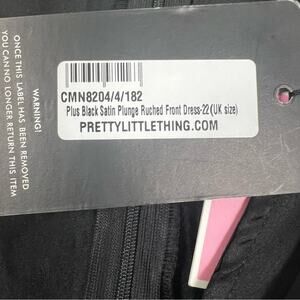 CMN8204/4/182
Plus Black Satin Plunge Ruched Front Dress-22(UK size)
PRETTYLITTLETHING.COM
WARNING!
ONCE THIS LABEL HAS BEEN REMOVED
YOU CAN NO LONGER RETURN THIS ITEM